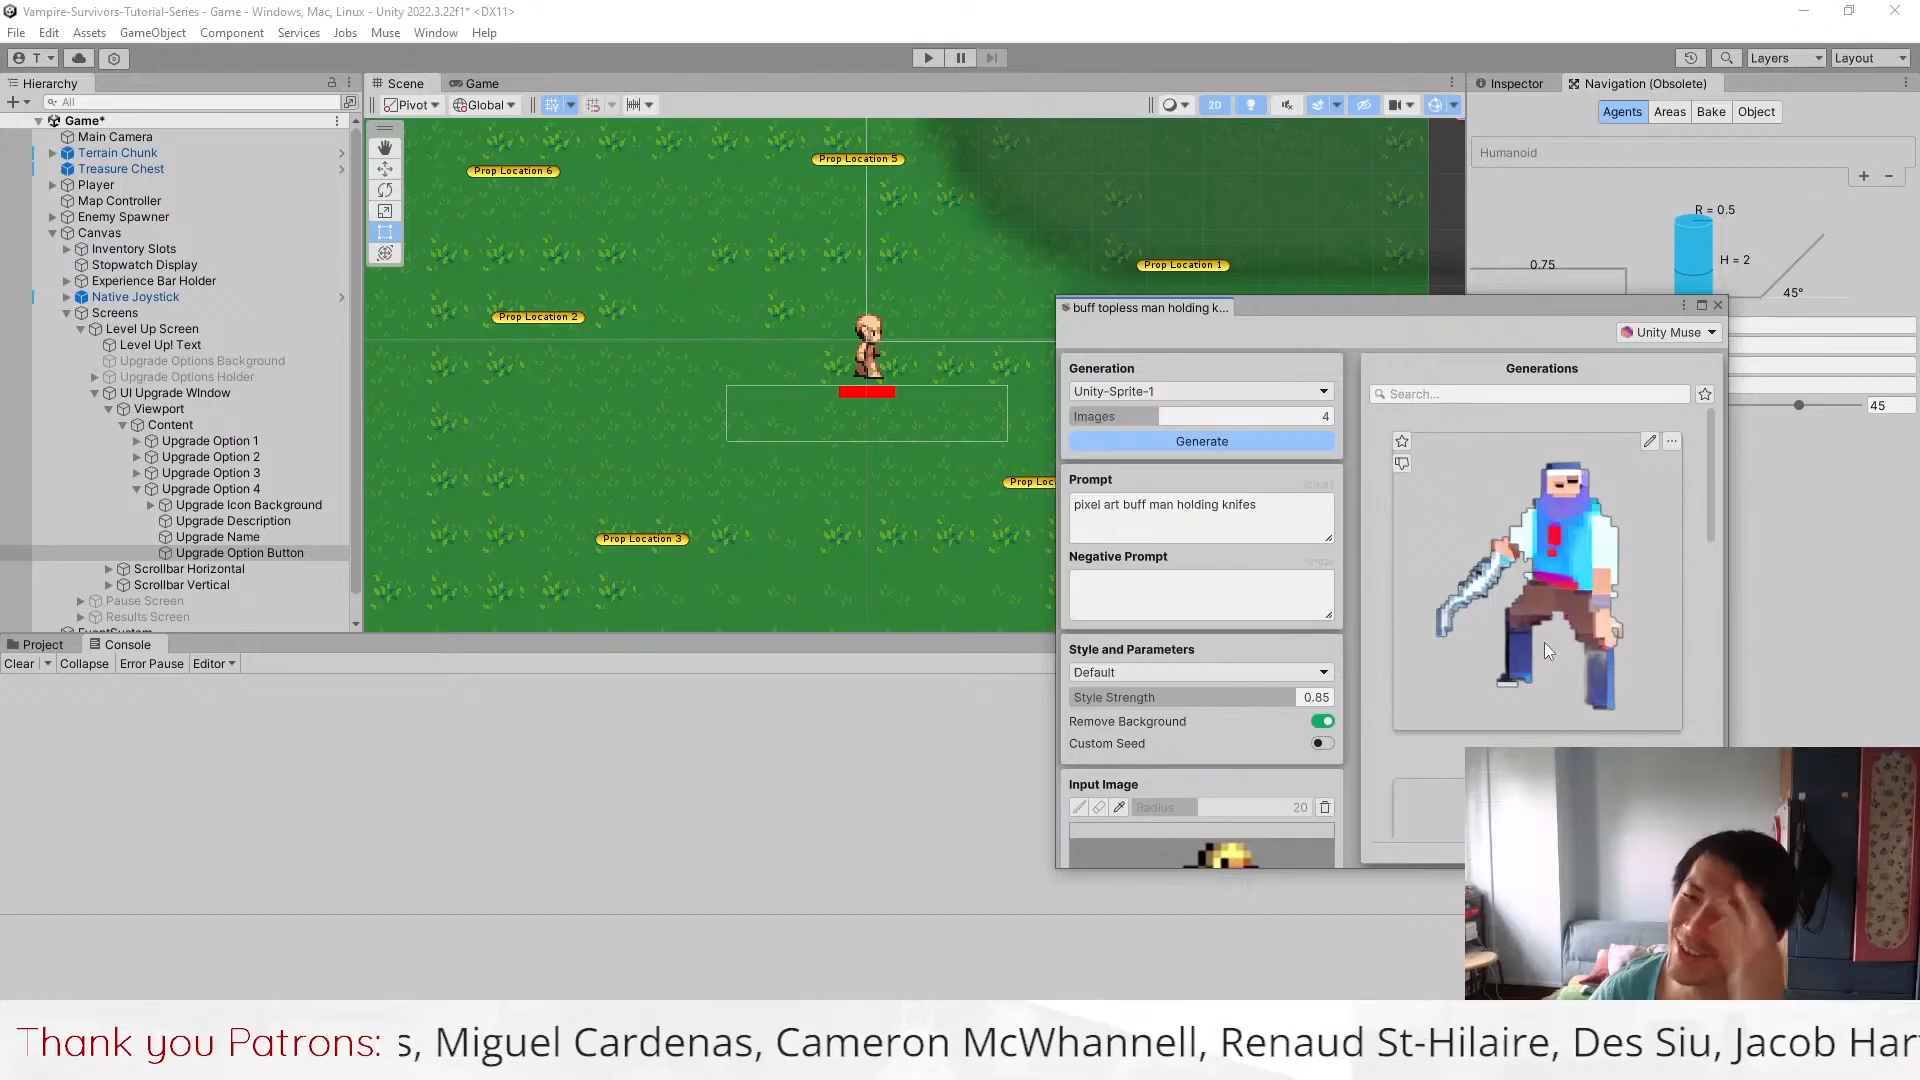 Vampire-Survivors-Tutorial-Series - Game - Windows, Mac, Linux - Unity 2022.3.22f1* <DX11>
File Edit Assets GameObject Component Services Jobs Muse Window Help
T
Layers
Layout
Hierarchy
All
Game*
Main Camera
Terrain Chunk
Treasure Chest
Player
Map Controller
Enemy Spawner
Canvas
Inventory Slots
Stopwatch Display
Experience Bar Holder
Native Joystick
Screens
Level Up Screen
Level Up! Text
Upgrade Options Background
Upgrade Options Holder
UI Upgrade WIndow
Viewport
Content
Upgrade Option 1
Upgrade Option 2
Upgrade Option 3
Upgrade Option 4
Upgrade Icon Background
Upgrade Description
Upgrade Name
Upgrade Option Button
Scrollbar Horizontal
Scrollbar Vertical
Pause Screen
Results Screen
EventSystem
Scene Game
Pivot Global
2D
Prop Location 6
Prop Location 5
Prop Location 1
Prop Location 2
Prop Loc
Prop Location 3
Inspector Navigation (Obsolete)
Agents Areas Bake Object
Humanoid
R = 0.5
0.75
H = 2
45°
45
buff topless man holding k...
Unity Muse
Generation
Unity-Sprite-1
Images 4
Generate
Prompt
pixel art buff man holding knifes
Negative Prompt
Style and Parameters
Default
Style Strength 0.85
Remove Background
Custom Seed
Input Image
Radius 20
Generations
Search...
Project Console
Clear Collapse Error Pause Editor
Thank you Patrons: s, Miguel Cardenas, Cameron McWhannell, Renaud St-Hilaire, Des Siu, Jacob Har